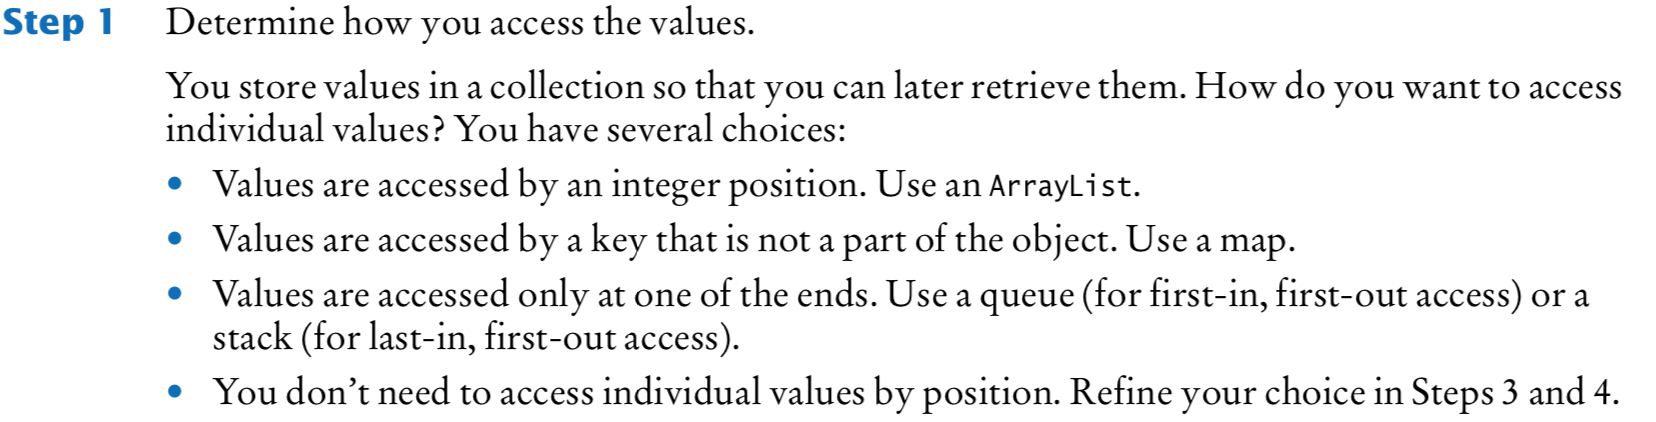 Step 1 Determine how you access the values.
You store values in a collection so that you can later retrieve them. How do you want to access
individual values? You have several choices:
• Values are accessed by an integer position. Use an ArrayList.
• Values are accessed by a key that is not a part of the object. Use a map.
• Values are accessed only at one of the ends. Use a queue (for first-in, first-out access) or a
stack (for last-in, first-out access).
• You don’t need to access individual values by position. Refine your choice in Steps 3 and 4.